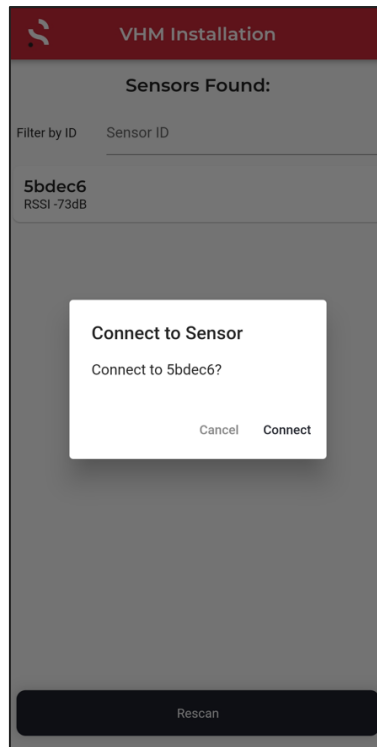 VHM Installation
Sensors Found:
Filter by ID Sensor ID
5bdec6
RSSI -73dB
Connect to Sensor
Connect to 5bdec6?
Cancel Connect
Rescan